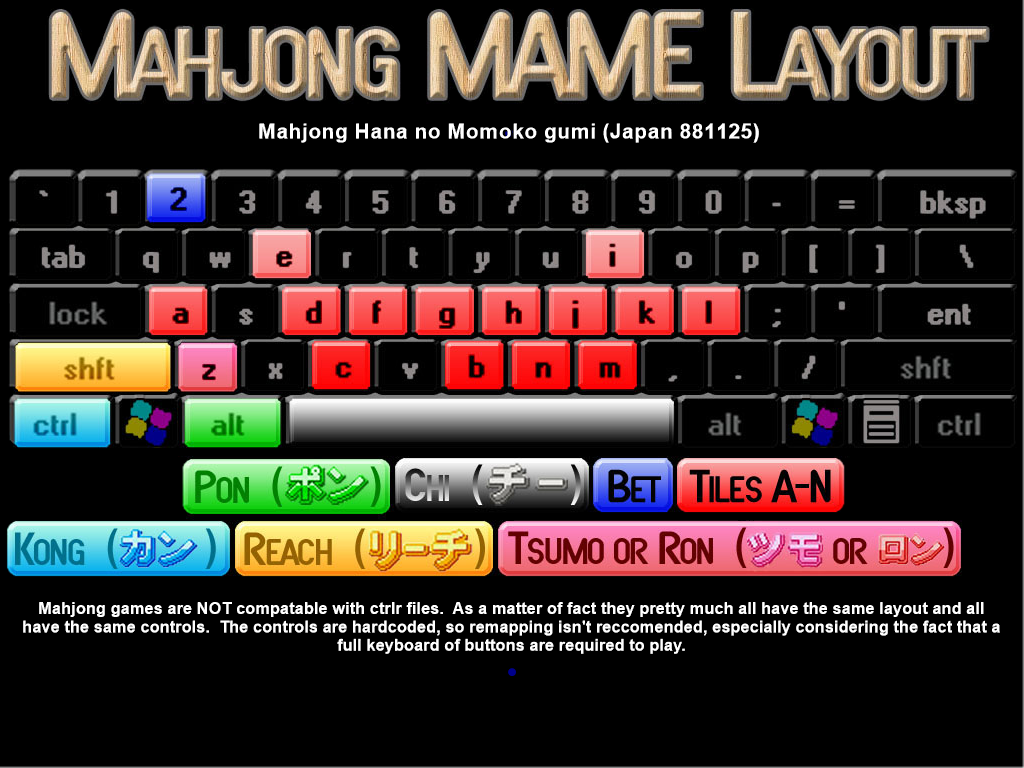 MAHJONG MAME LAYOUT
Mahjong Hana no Momoko gumi (Japan 881125)
` 1 2 3 4 5 6 7 8 9 0 - = bksp
tab q w e r t y u i o p [ ] \
lock a s d f g h j k l ; ' ent
shft z x c v b n m , . / shft
ctrl alt alt ctrl
PON (ポン) CHI (チー) BET TILES A-N
KONG (カン) REACH (リーチ) TSUMO OR RON (ツモ OR ロン)
Mahjong games are NOT compatable with ctrlr files. As a matter of fact they pretty much all have the same layout and all
have the same controls. The controls are hardcoded, so remapping isn't reccomended, especially considering the fact that a
full keyboard of buttons are required to play.